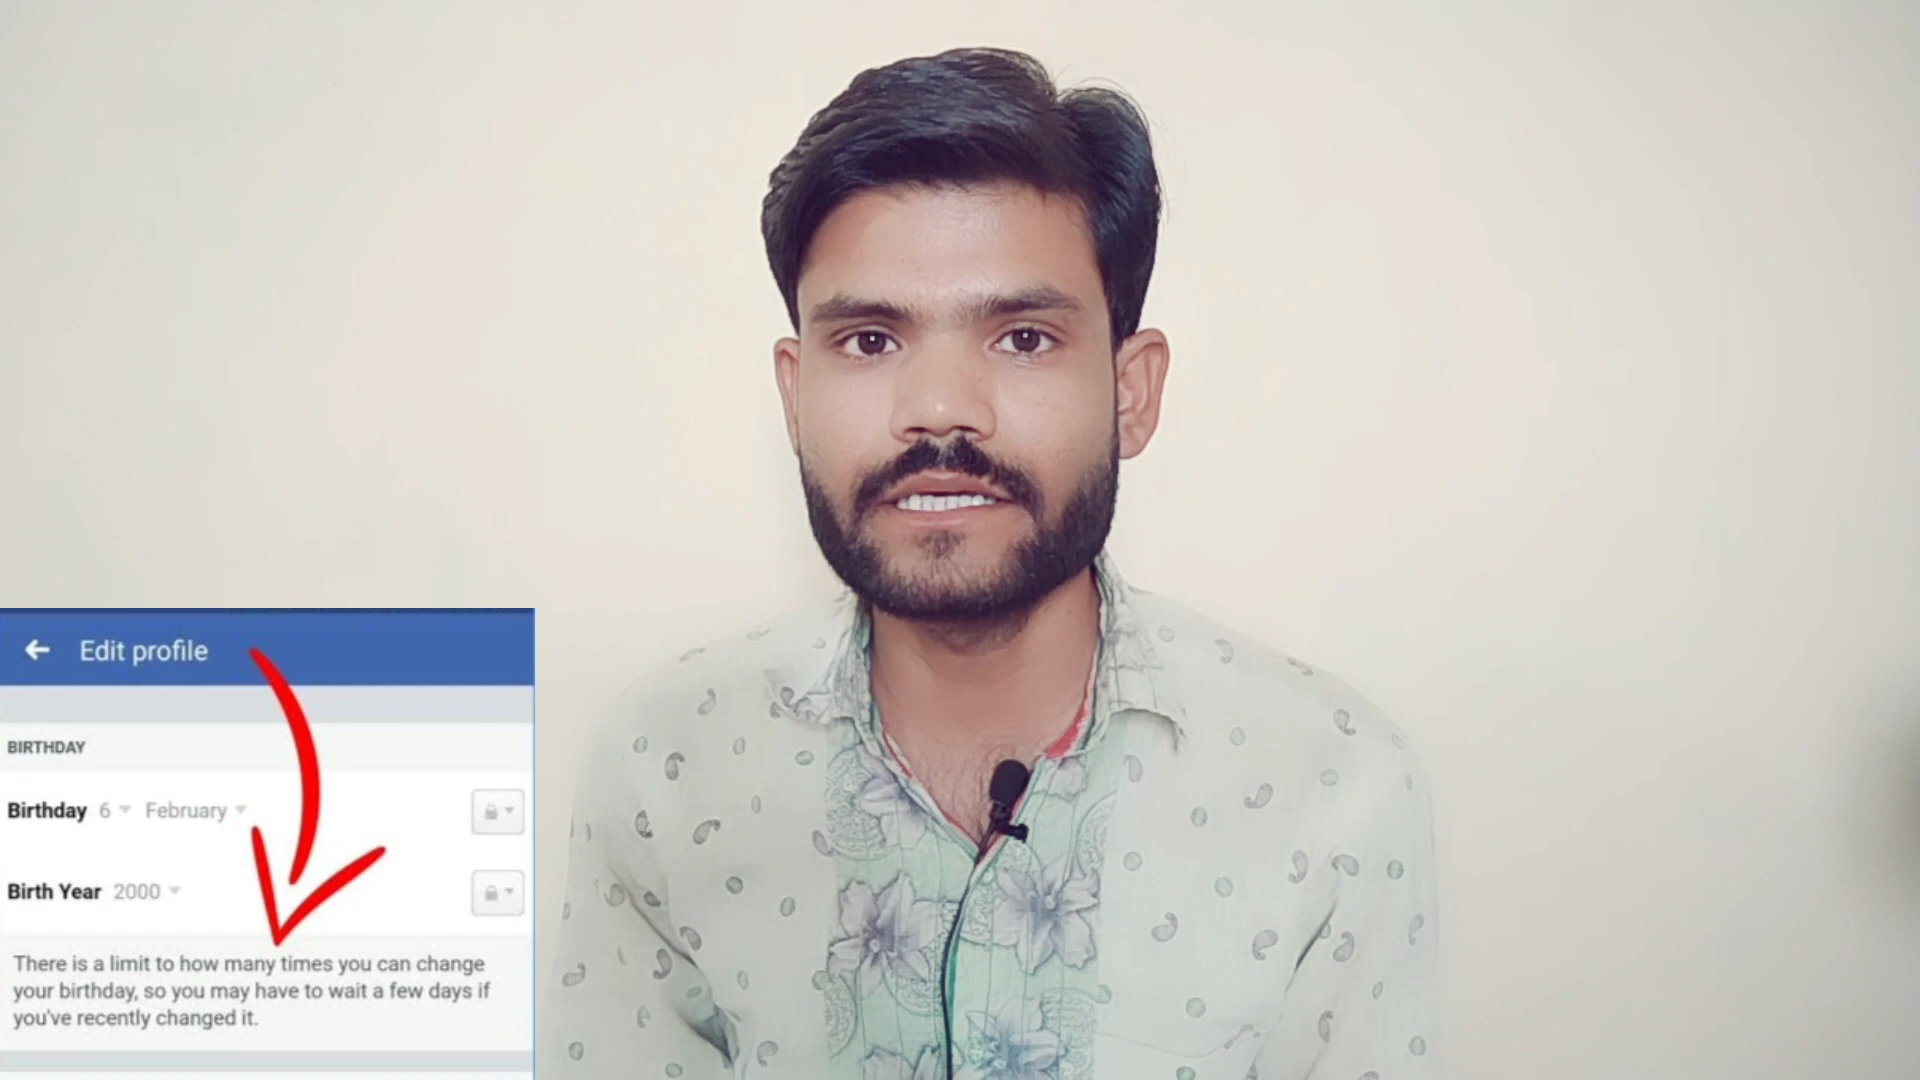 Edit profile
BIRTHDAY
Birthday 6 February
Birth Year 2000
There is a limit to how many times you can change
your birthday, so you may have to wait a few days if
you've recently changed it.